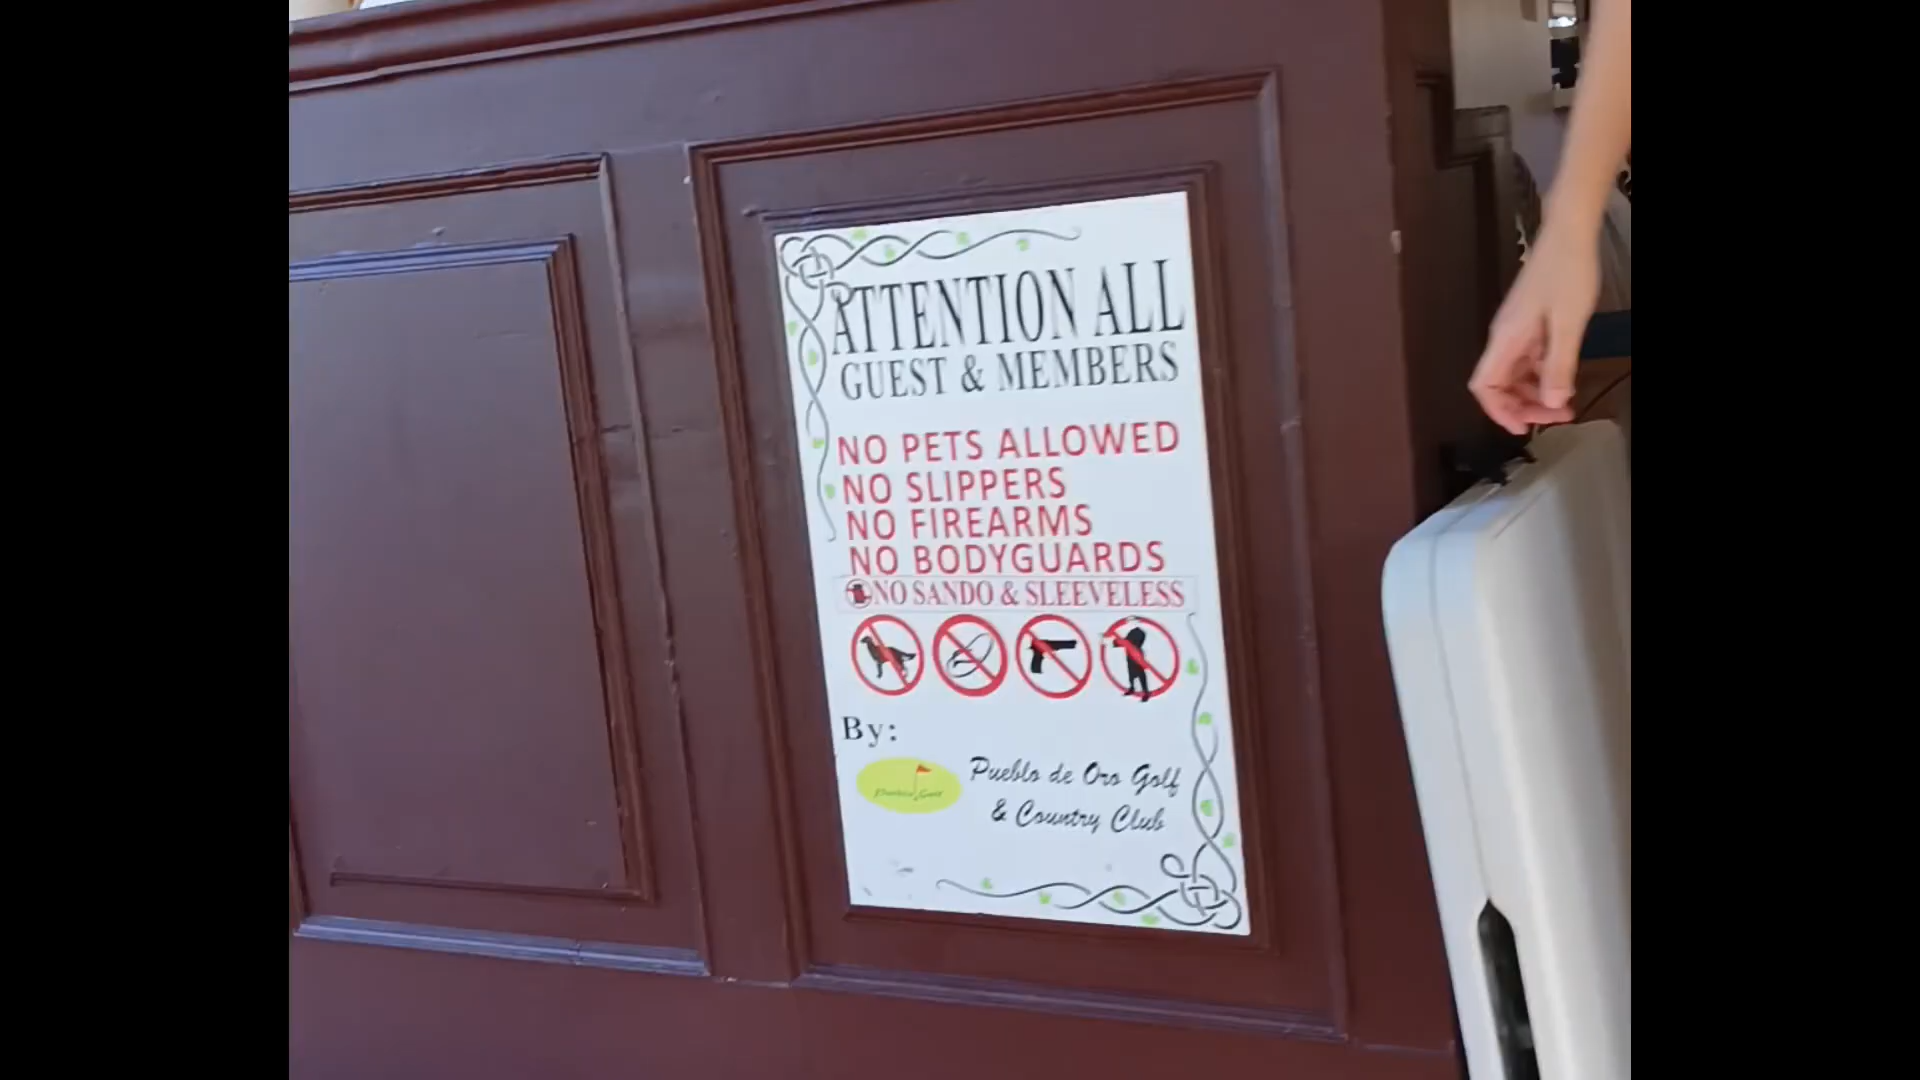 ATTENTION ALL
GUEST & MEMBERS
NO PETS ALLOWED
NO SLIPPERS
NO FIREARMS
NO BODYGUARDS
NO SANDO & SLEEVELESS
By:
Pueblo de Oro Golf
& Country Club